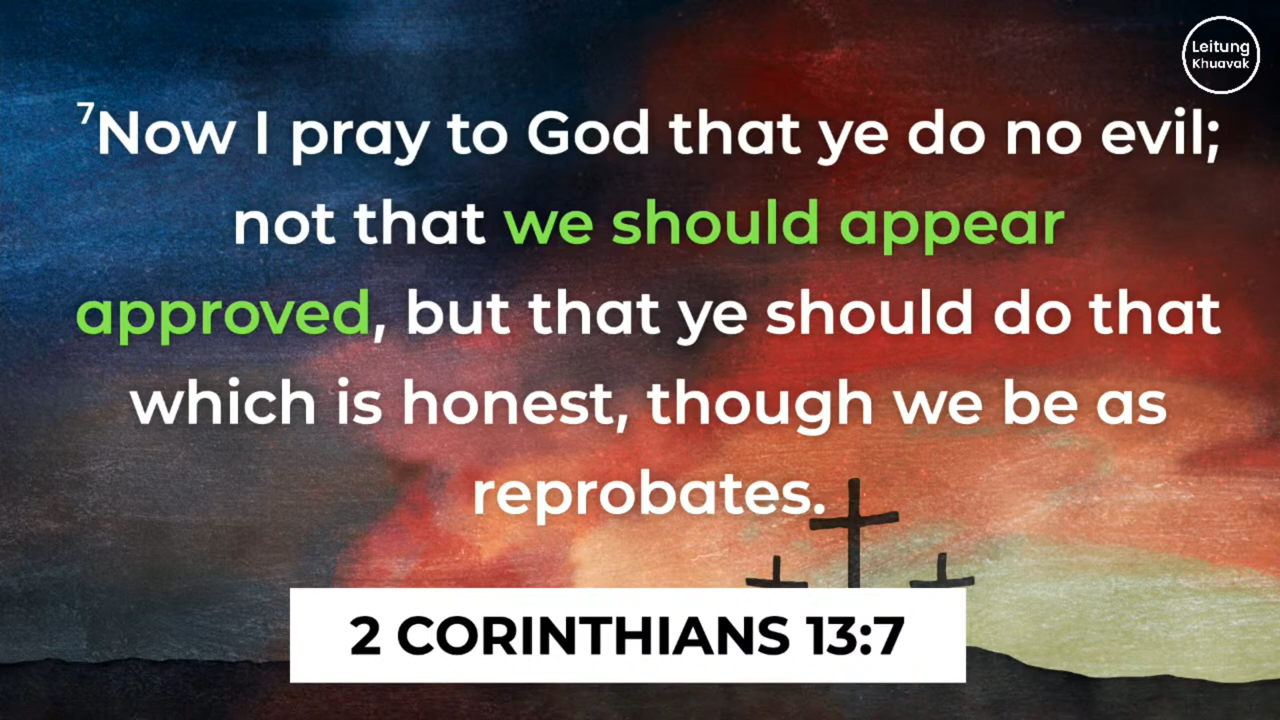 Leitung
Khuavak
7Now I pray to God that ye do no evil;
not that we should appear
approved, but that ye should do that
which is honest, though we be as
reprobates.
2 CORINTHIANS 13:7